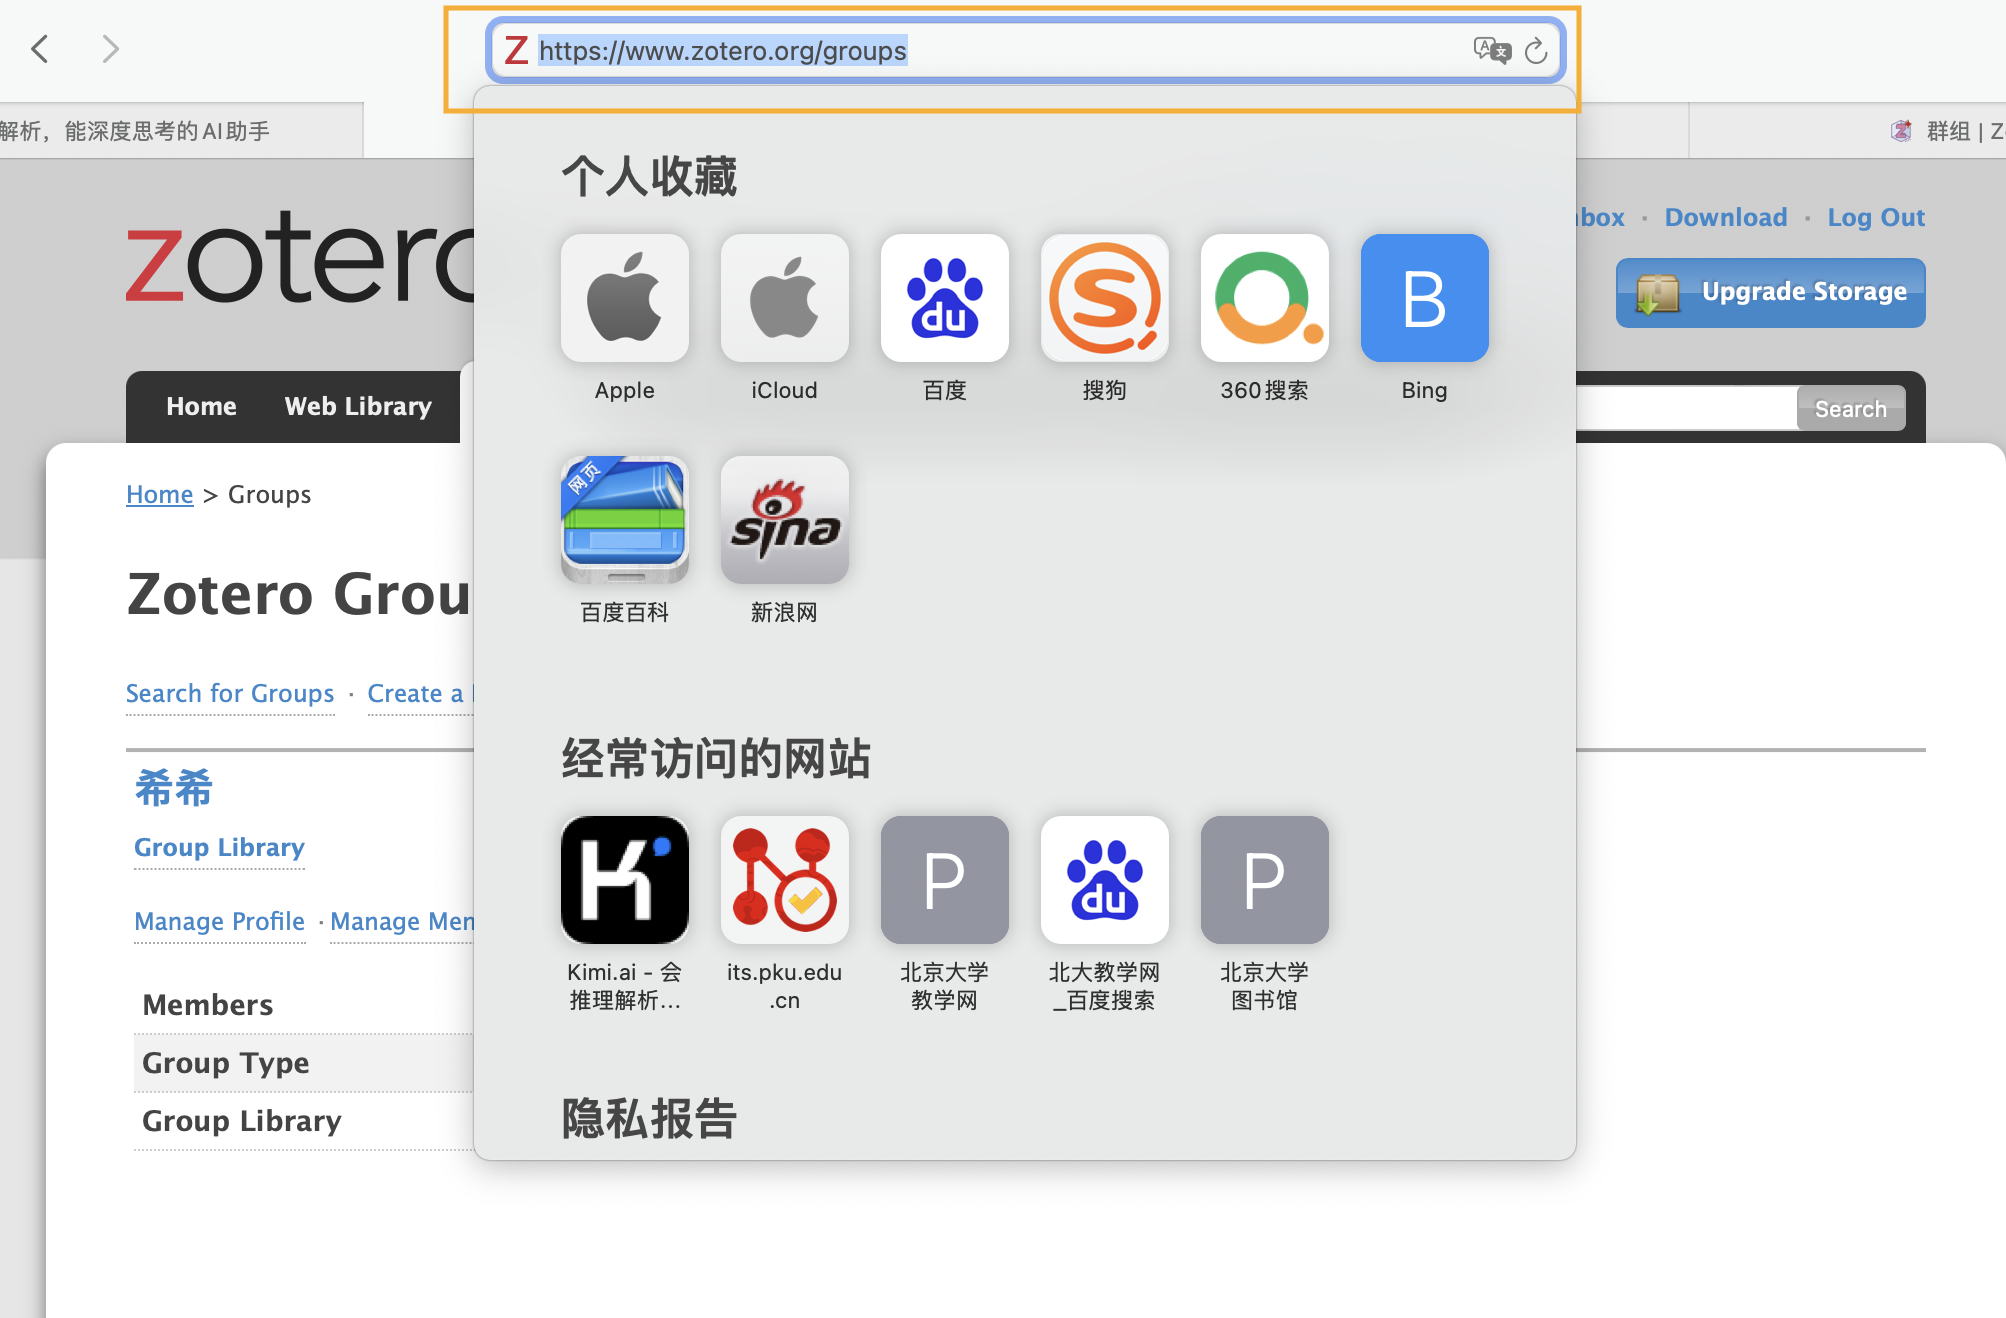 https://www.zotero.org/groups
解析，能深度思考的AI助手
群组 | Z
个人收藏
zotero
Download · Log Out
Upgrade Storage
Apple
iCloud
百度
搜狗
360搜索
Bing
Home
Web Library
Search
网页
sina
百度百科
新浪网
Home > Groups
Zotero Grou
Search for Groups · Create a
经常访问的网站
希希
Group Library
Manage Profile · Manage Mem
Kimi.ai - 会
推理解析...
its.pku.edu
.cn
北京大学
教学网
北大教学网
_百度搜索
北京大学
图书馆
Members
Group Type
Group Library
隐私报告